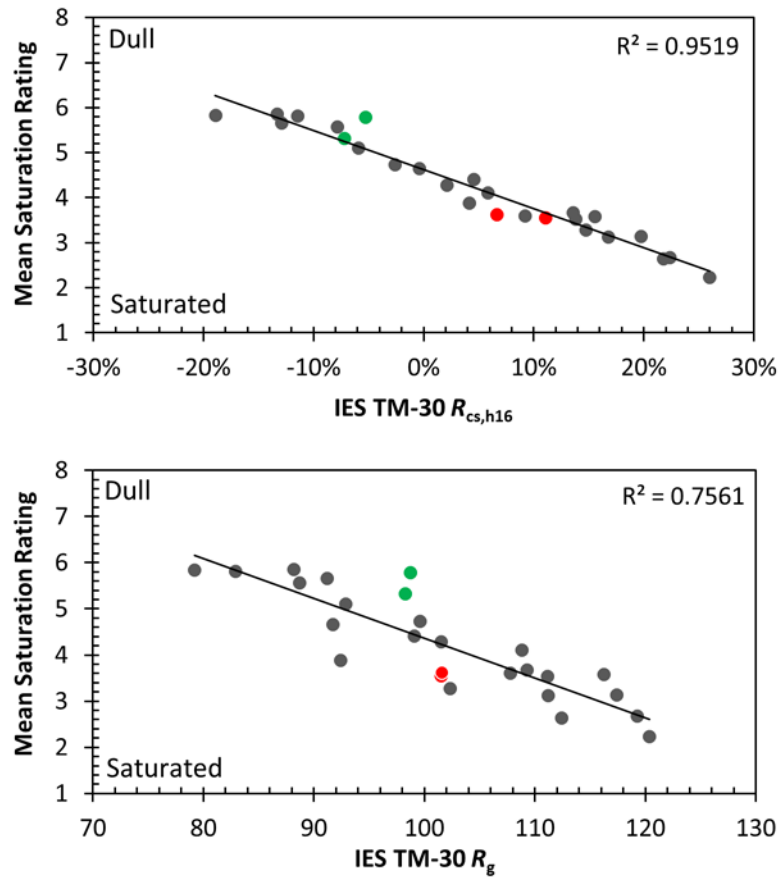 8
Dull
R² = 0.9519
7
6
5
4
3
2
Saturated
1
Mean Saturation Rating
-30% -20% -10% 0% 10% 20% 30%
IES TM-30 Rcs,h16
8
Dull
R² = 0.7561
7
6
5
4
3
2
Saturated
1
Mean Saturation Rating
70 80 90 100 110 120 130
IES TM-30 Rg